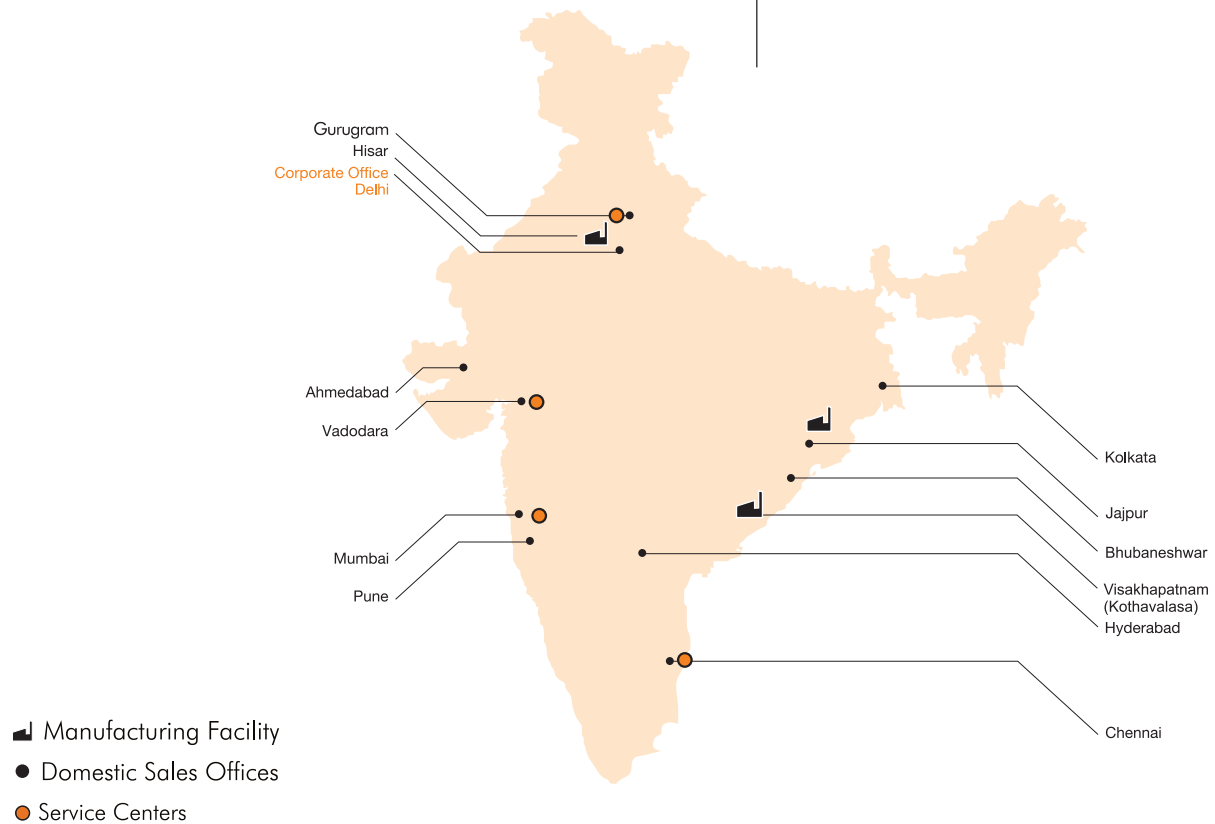 Gurugram
Hisar
Corporate Office
Delhi
Ahmedabad
Vadodara
Mumbai
Pune
Kolkata
Jajpur
Bhubaneshwar
Visakhapatnam
(Kothavalasa)
Hyderabad
Chennai
Manufacturing Facility
Domestic Sales Offices
Service Centers